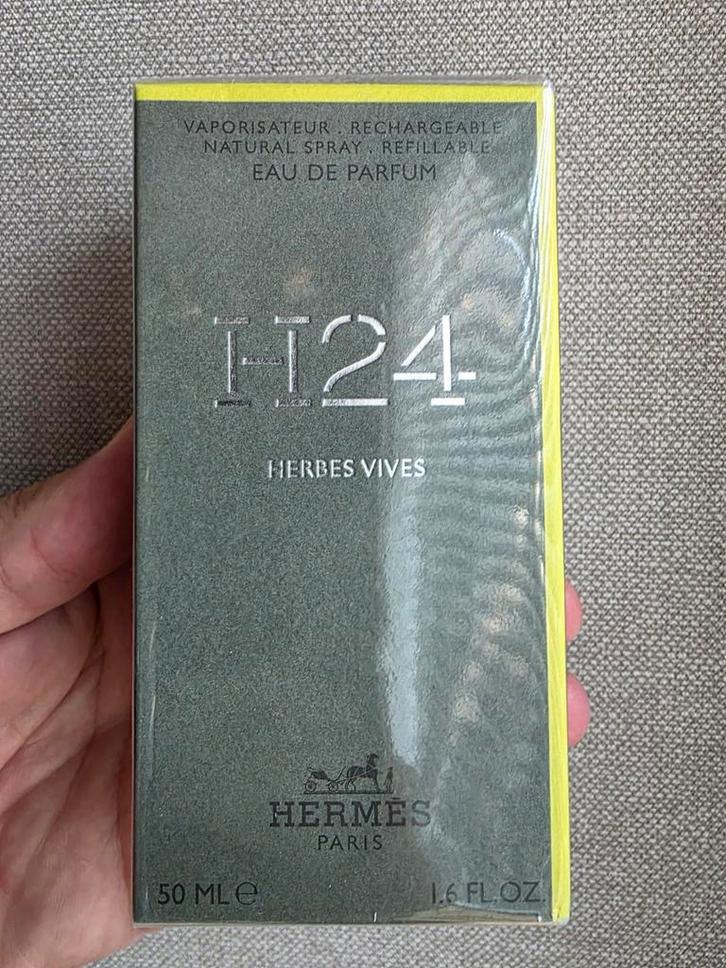 VAPORISATEUR . RECHARGEABLE
NATURAL SPRAY . REFILLABLE
EAU DE PARFUM
H24
HERBES VIVES
HERMÈS
PARIS
50 ML ℮ 1.6 FL.OZ.